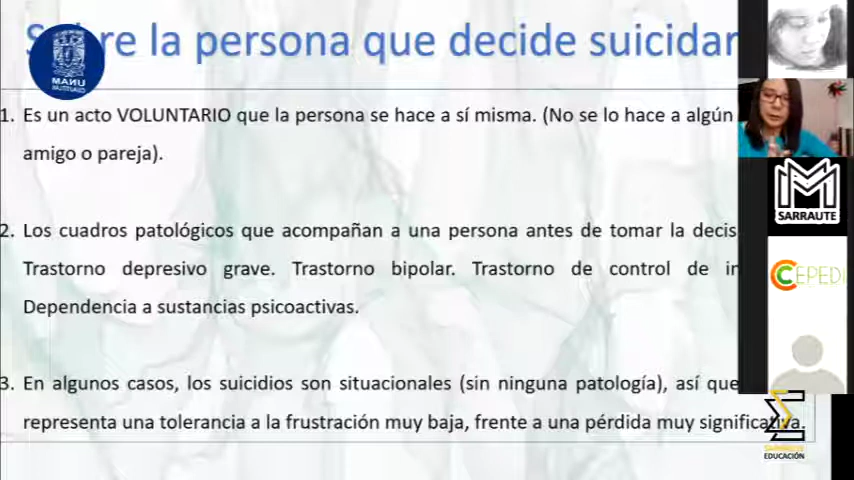 re la persona que decide suicidar
MANU
INSTITUTO
1. Es un acto VOLUNTARIO que la persona se hace a sí misma. (No se lo hace a algún
amigo o pareja).
2. Los cuadros patológicos que acompañan a una persona antes de tomar la decis
Trastorno depresivo grave. Trastorno bipolar. Trastorno de control de in
Dependencia a sustancias psicoactivas.
3. En algunos casos, los suicidios son situacionales (sin ninguna patología), así que
representa una tolerancia a la frustración muy baja, frente a una pérdida muy significativa.
SARRAUTE
CEPEDI
EDUCACIÓN